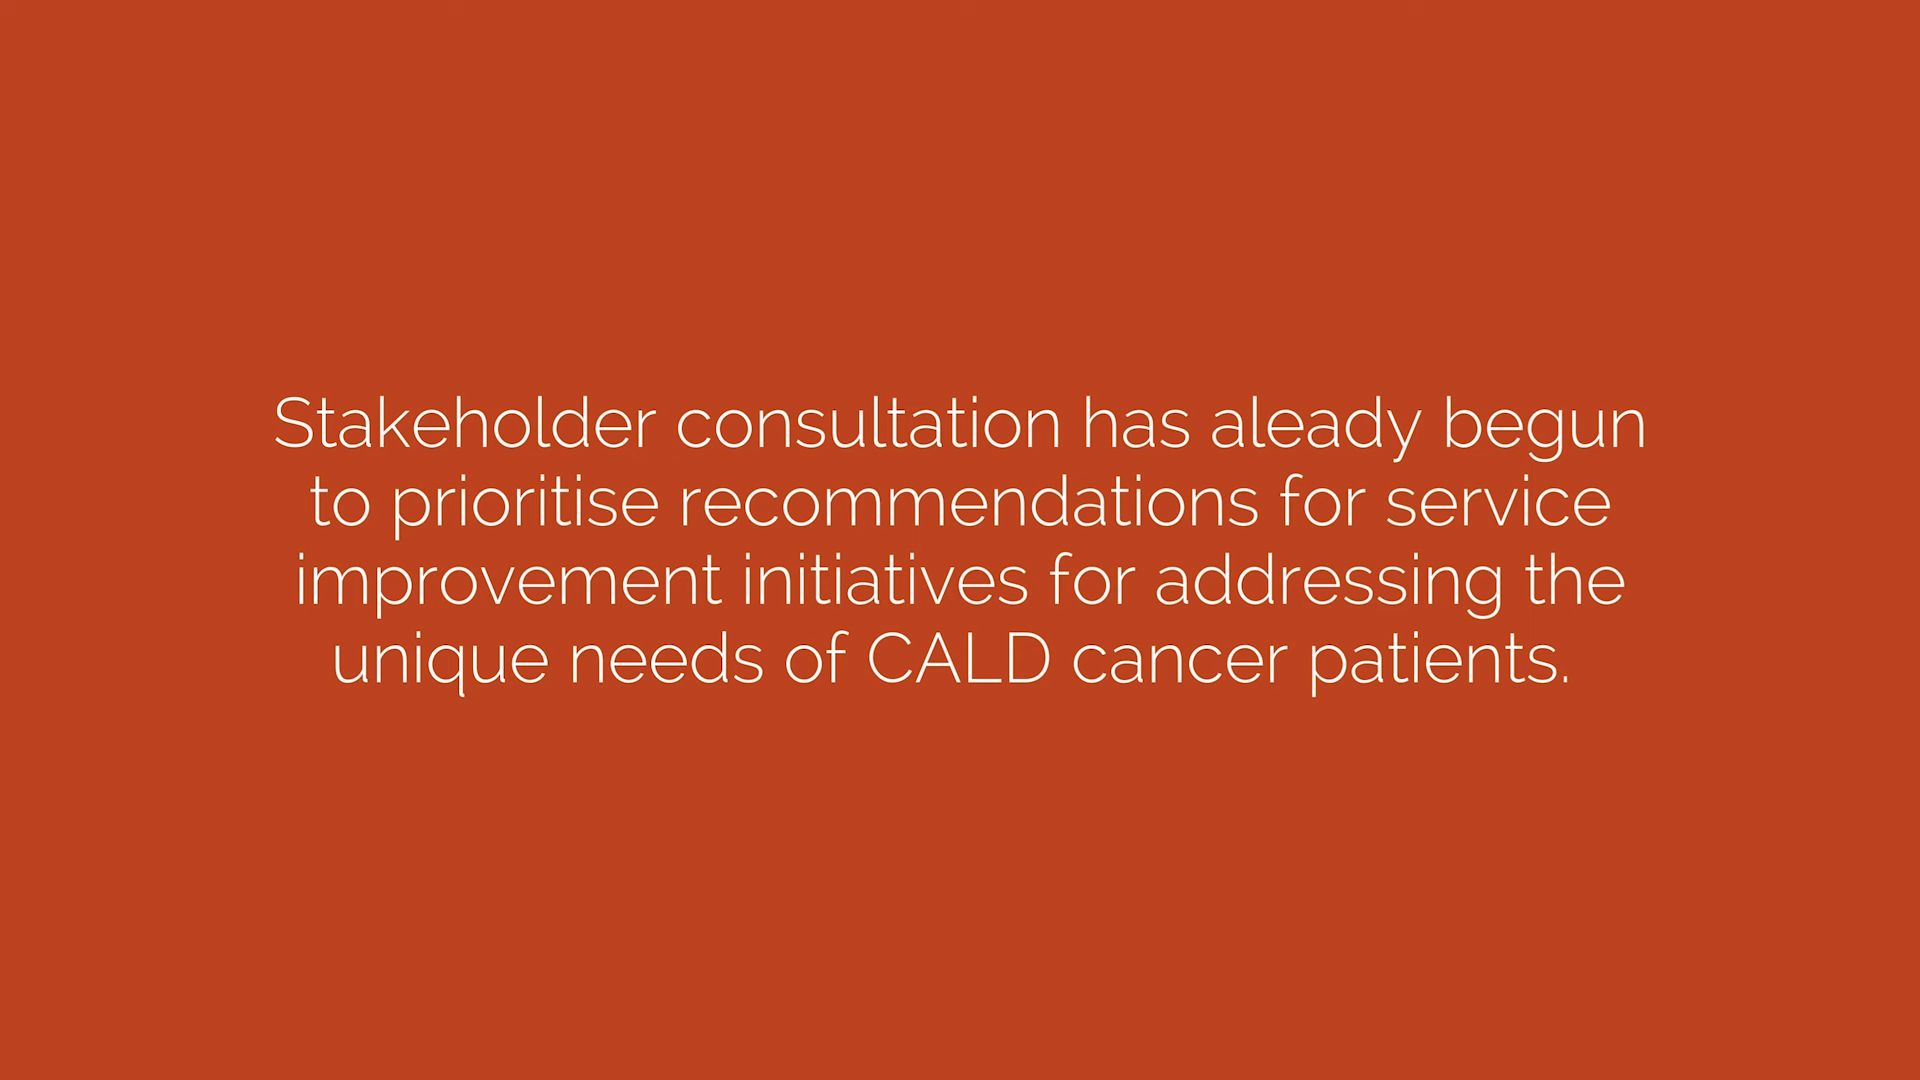 Stakeholder consultation has aleady begun
to prioritise recommendations for service
improvement initiatives for addressing the
unique needs of CALD cancer patients.